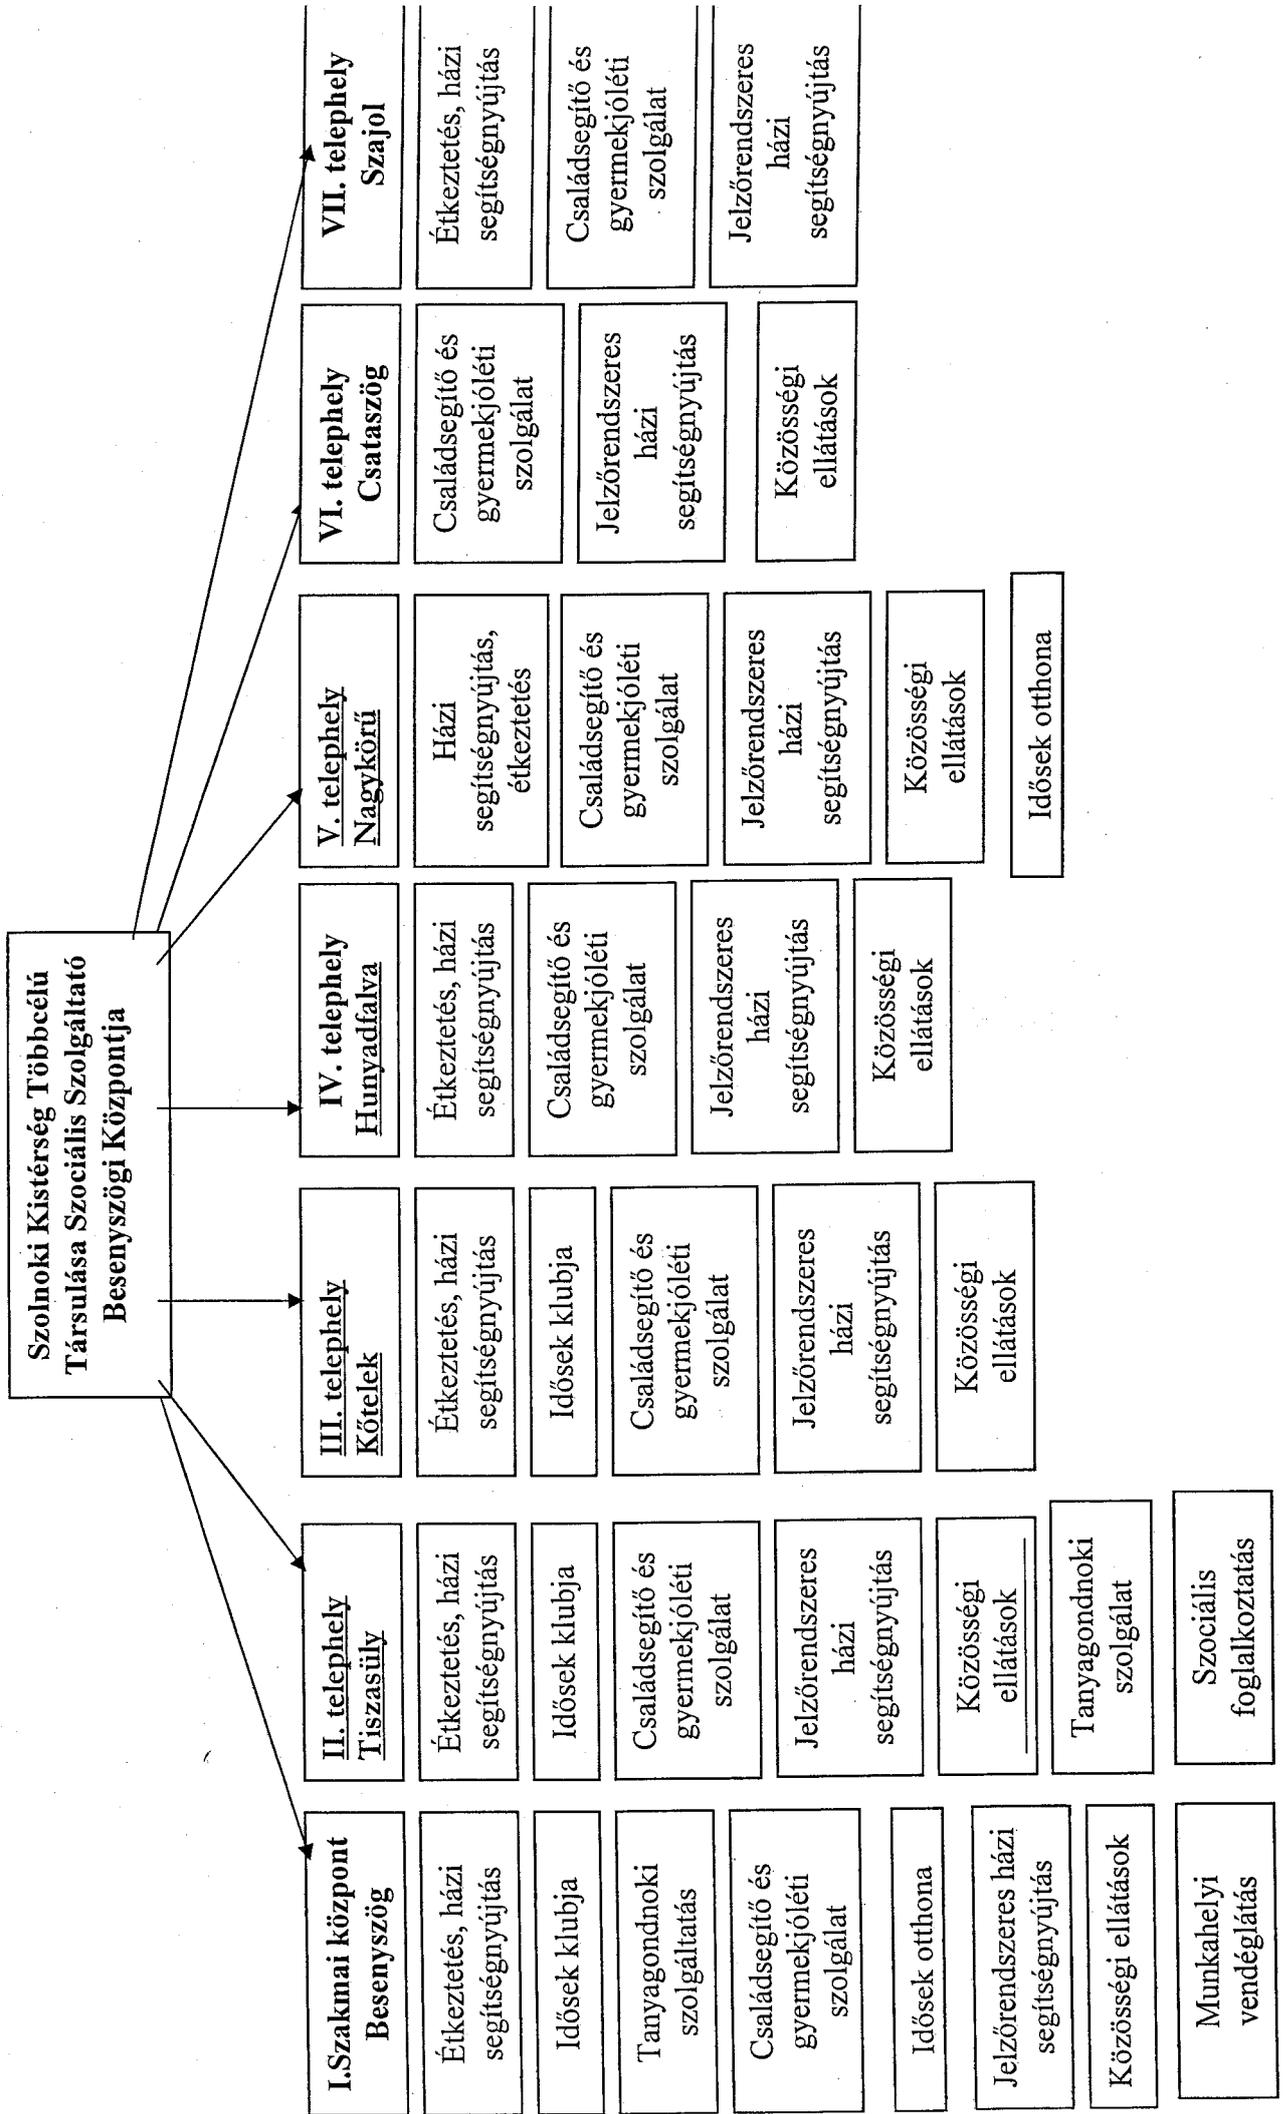 Szolnoki Kistérség Többcélú
Társulása Szociális Szolgáltató
Besenyszögi Központja
I.Szakmai központ
Besenyszög
Étkeztetés, házi
segítségnyújtás
Idősek klubja
Tanyagondnoki
szolgáltatás
Családsegítő és
gyermekjóléti
szolgálat
Idősek otthona
Jelzőrendszeres házi
segítségnyújtás
Közösségi ellátások
Munkahelyi
vendéglátás
II. telephely
Tiszasüly
Étkeztetés, házi
segítségnyújtás
Idősek klubja
Családsegítő és
gyermekjóléti
szolgálat
Jelzőrendszeres
házi
segítségnyújtás
Közösségi
ellátások
Tanyagondnoki
szolgálat
Szociális
foglalkoztatás
III. telephely
Kőtelek
Étkeztetés, házi
segítségnyújtás
Idősek klubja
Családsegítő és
gyermekjóléti
szolgálat
Jelzőrendszeres
házi
segítségnyújtás
Közösségi
ellátások
IV. telephely
Hunyadfalva
Étkeztetés, házi
segítségnyújtás
Családsegítő és
gyermekjóléti
szolgálat
Jelzőrendszeres
házi
segítségnyújtás
Közösségi
ellátások
V. telephely
Nagykörű
Házi
segítségnyújtás,
étkeztetés
Családsegítő és
gyermekjóléti
szolgálat
Jelzőrendszeres
házi
segítségnyújtás
Közösségi
ellátások
Idősek otthona
VI. telephely
Csataszög
Családsegítő és
gyermekjóléti
szolgálat
Jelzőrendszeres
házi
segítségnyújtás
Közösségi
ellátások
VII. telephely
Szajol
Étkeztetés, házi
segítségnyújtás
Családsegítő és
gyermekjóléti
szolgálat
Jelzőrendszeres
házi
segítségnyújtás